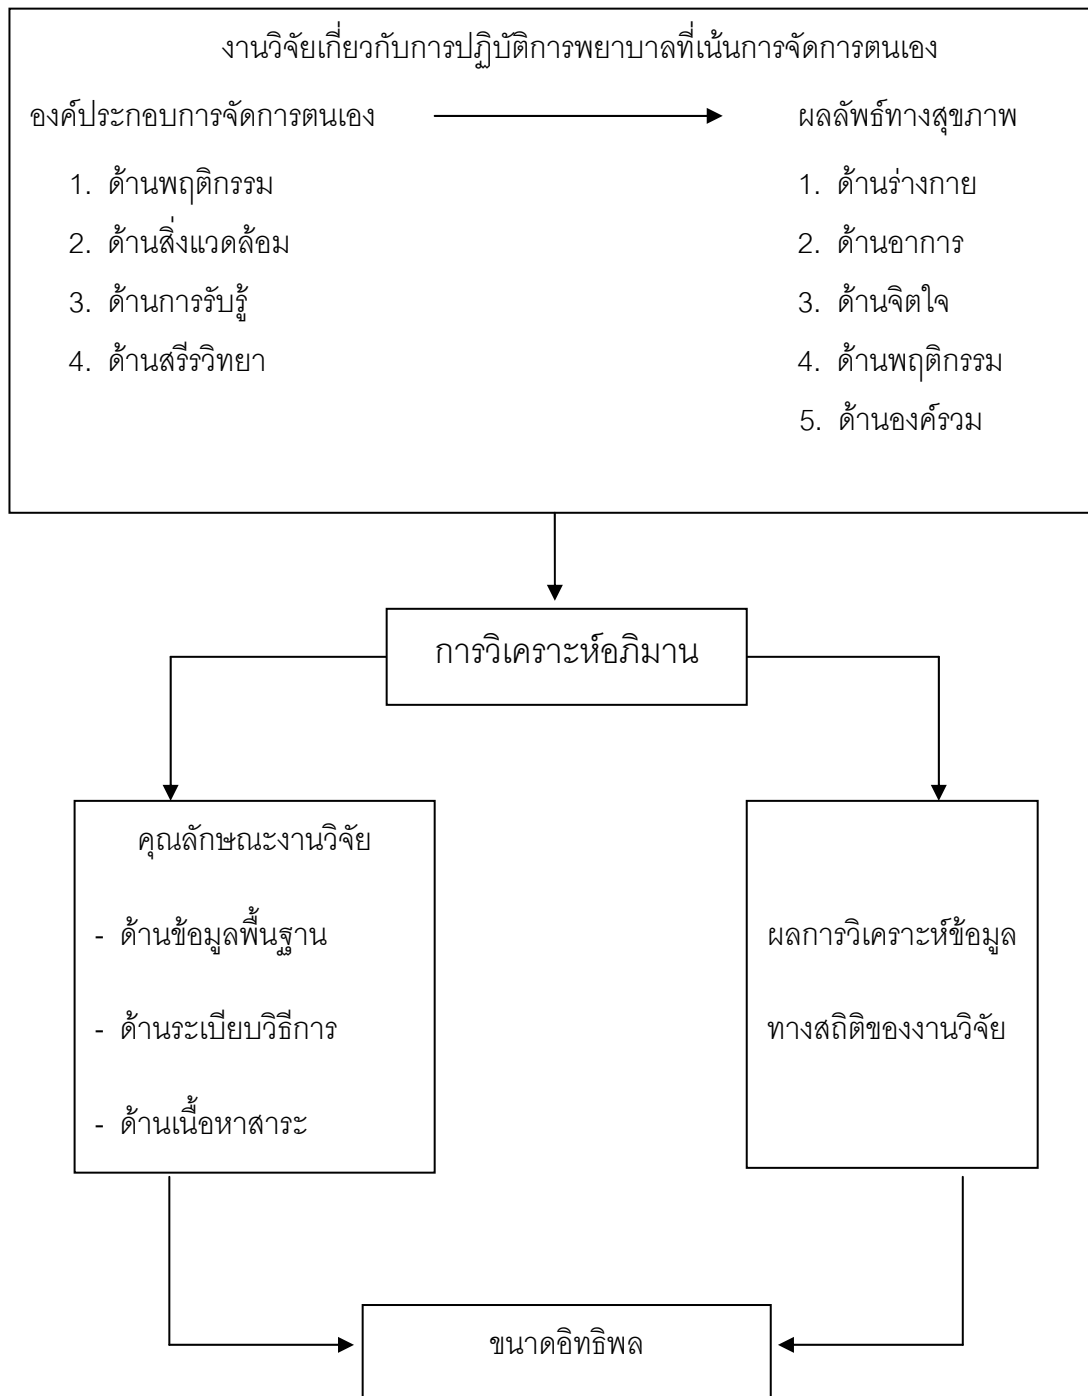 งานวิจัยเกี่ยวกับการปฏิบัติการพยาบาลที่เน้นการจัดการตนเอง
องค์ประกอบการจัดการตนเอง
1. ด้านพฤติกรรม
2. ด้านสิ่งแวดล้อม
3. ด้านการรับรู้
4. ด้านสรีรวิทยา
ผลลัพธ์ทางสุขภาพ
1. ด้านร่างกาย
2. ด้านอาการ
3. ด้านจิตใจ
4. ด้านพฤติกรรม
5. ด้านองค์รวม
การวิเคราะห์อภิมาน
คุณลักษณะงานวิจัย
- ด้านข้อมูลพื้นฐาน
- ด้านระเบียบวิธีการ
- ด้านเนื้อหาสาระ
ผลการวิเคราะห์ข้อมูล
ทางสถิติของงานวิจัย
ขนาดอิทธิพล